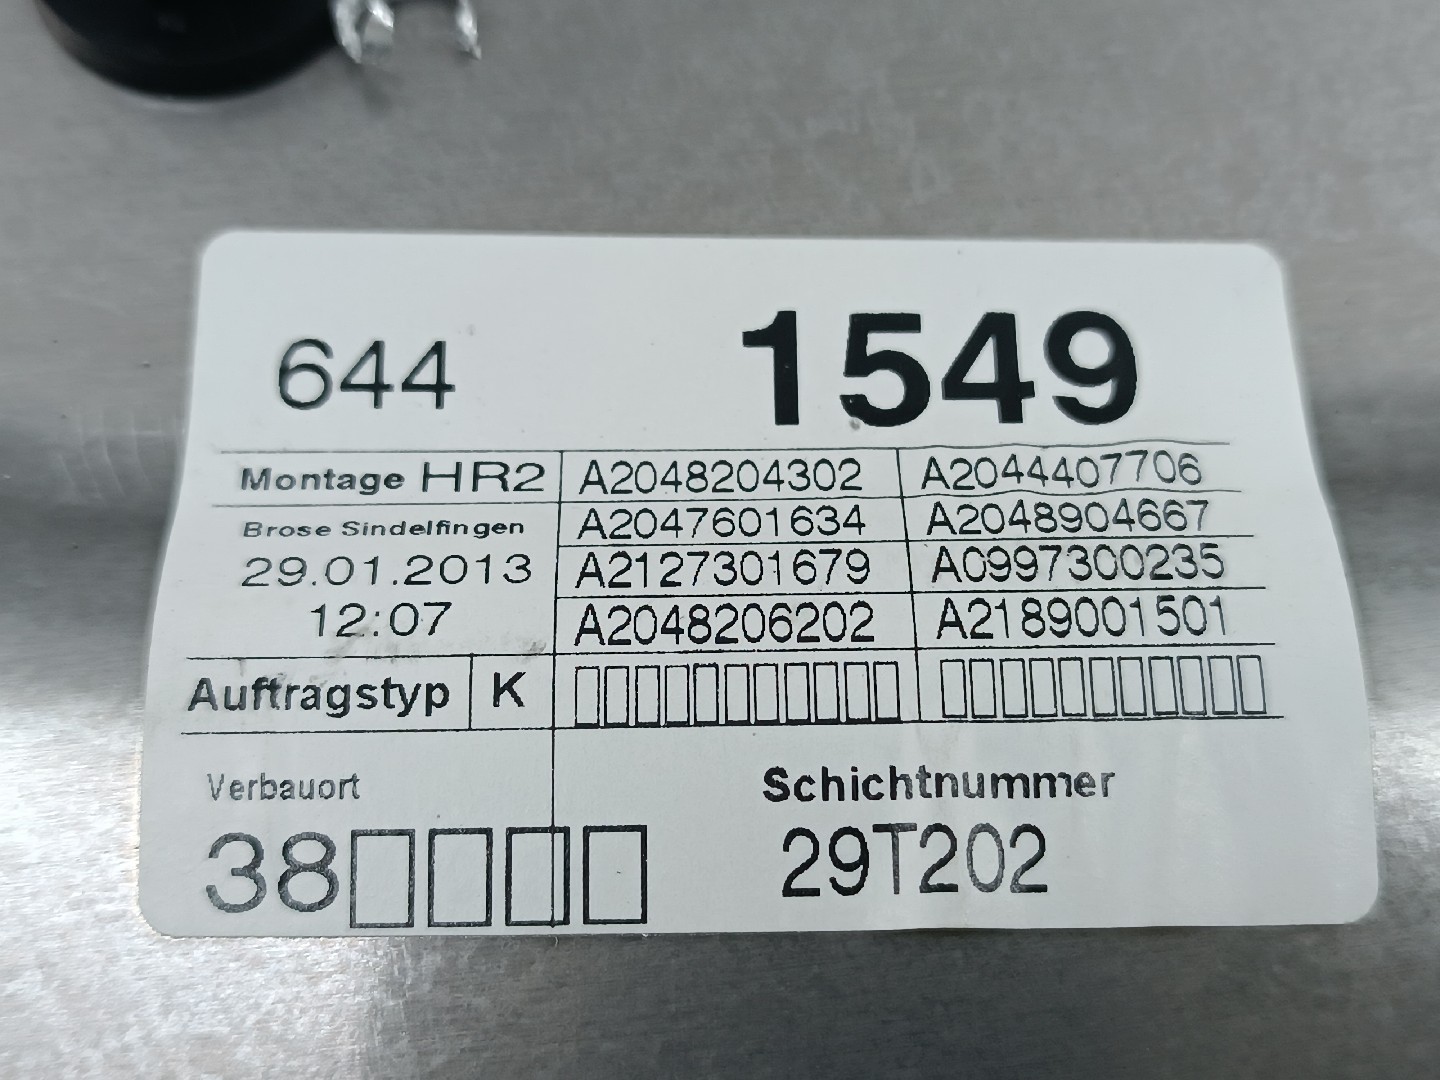 644 1549
Montage HR2 A2048204302 A2044407706
Brose Sindelfingen A2047601634 A2048904667
29.01.2013 A2127301679 A0997300235
12:07 A2048206202 A2189001501
Auftragstyp K
Verbauort Schichtnummer
38 29T202